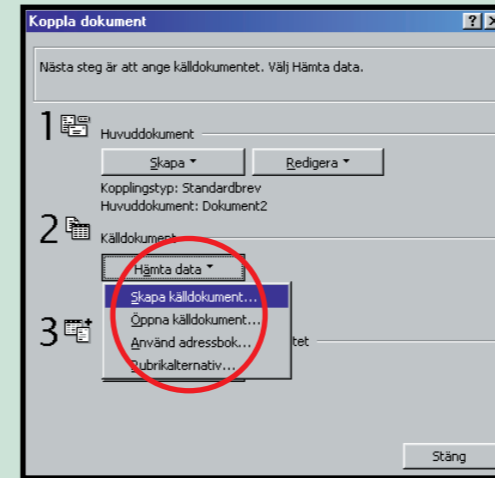 Koppla dokument
Nästa steg är att ange källdokumentet. Välj Hämta data.
1
Huvuddokument
Skapa
Redigera
Kopplingstyp: Standardbrev
Huvuddokument: Dokument2
2
Källdokument
Hämta data
Skapa källdokument...
Öppna källdokument...
Använd adressbok...
Rubrikalternativ...
3
tet
Stäng